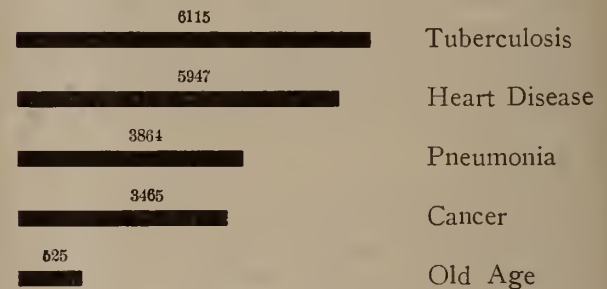 6115
Tuberculosis
5947
Heart Disease
3864
Pneumonia
3465
Cancer
525
Old Age